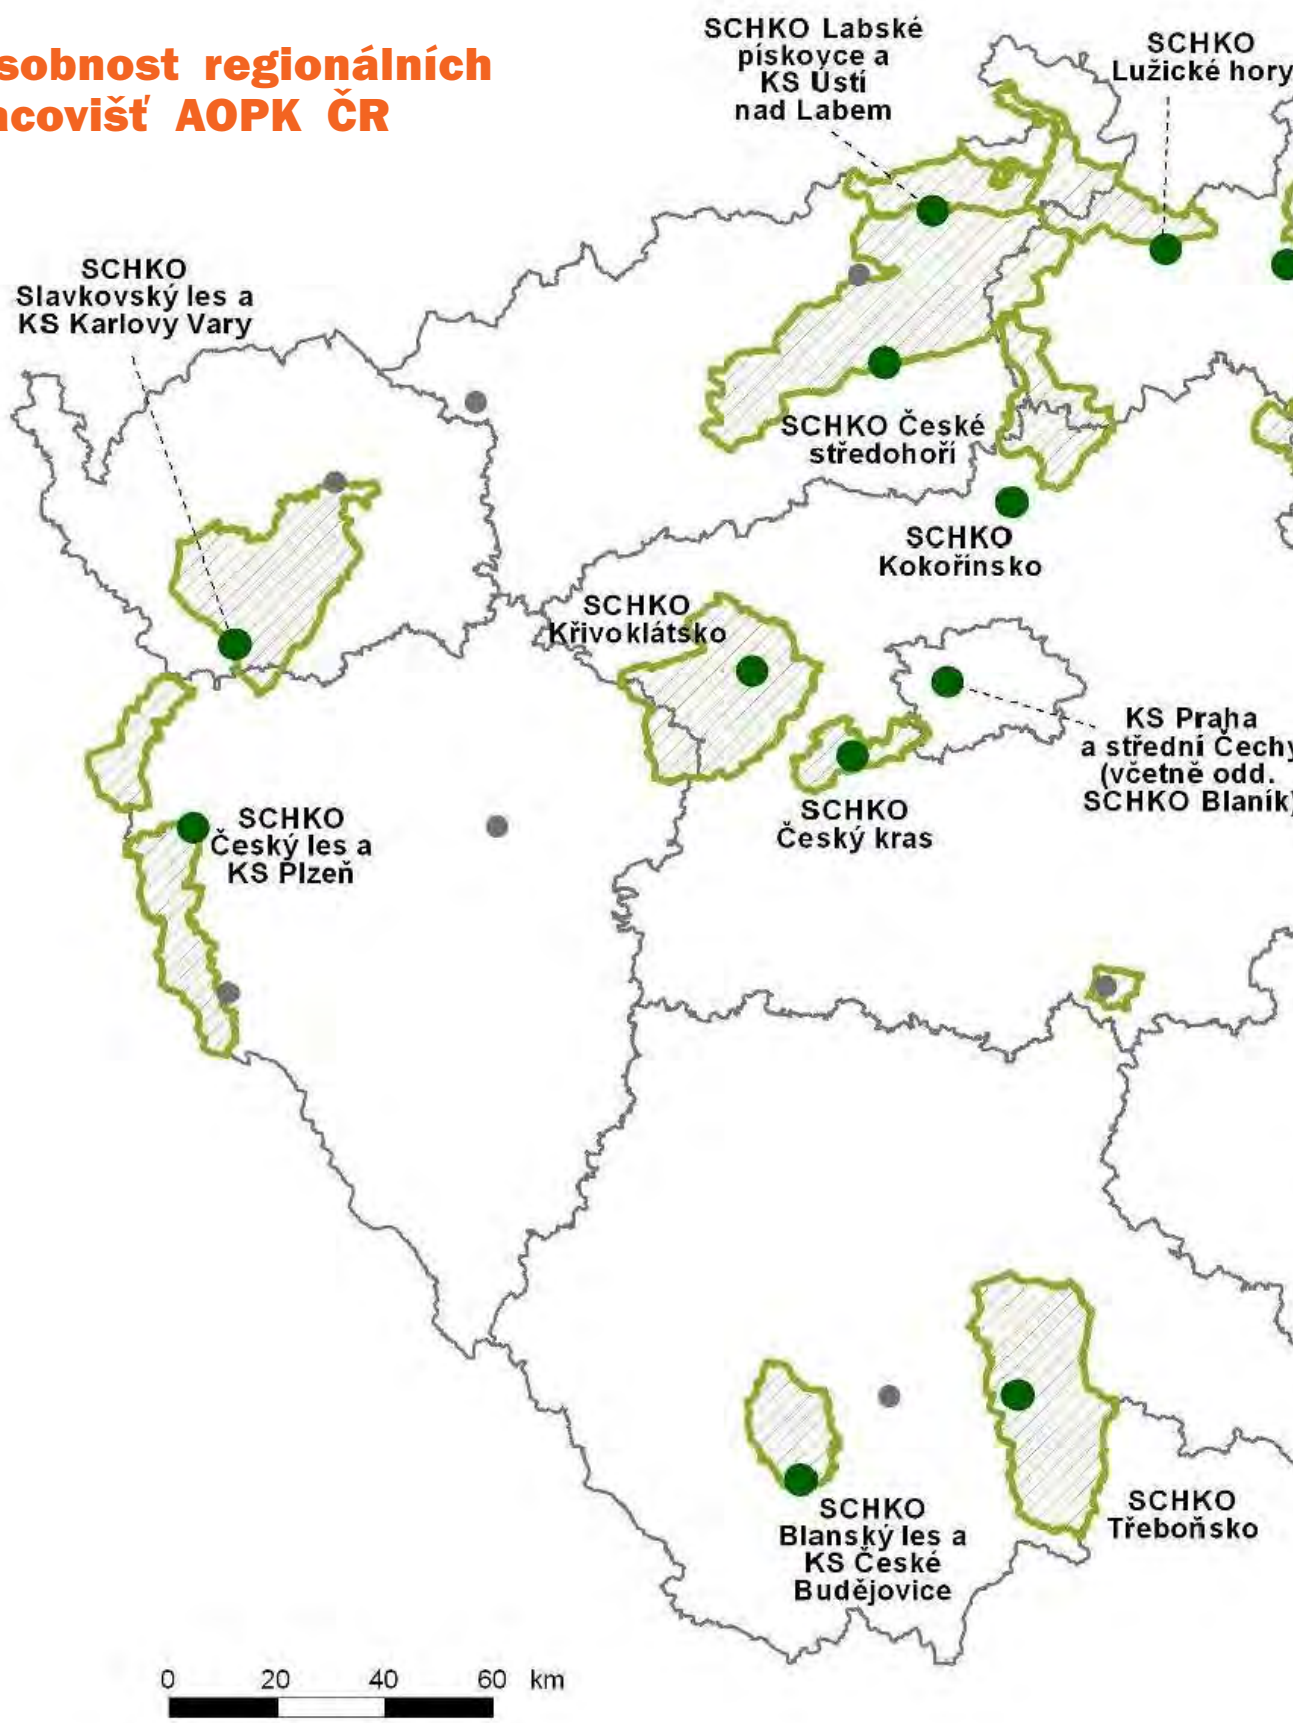 sobnost regionálních
acovišť AOPK ČR
SCHKO Labské
pískovce a
KS Ústí
nad Labem
SCHKO
Lužické hory
SCHKO
Slavkovský les a
KS Karlovy Vary
SCHKO České
středohoří
SCHKO
Kokořínsko
SCHKO
Křivoklátsko
KS Praha
a střední Čechy
(včetně odd.
SCHKO Blaník)
SCHKO
Český kras
SCHKO
Český les a
KS Plzeň
SCHKO
Třeboňsko
SCHKO
Blanský les a
KS České
Budějovice
0 20 40 60 km